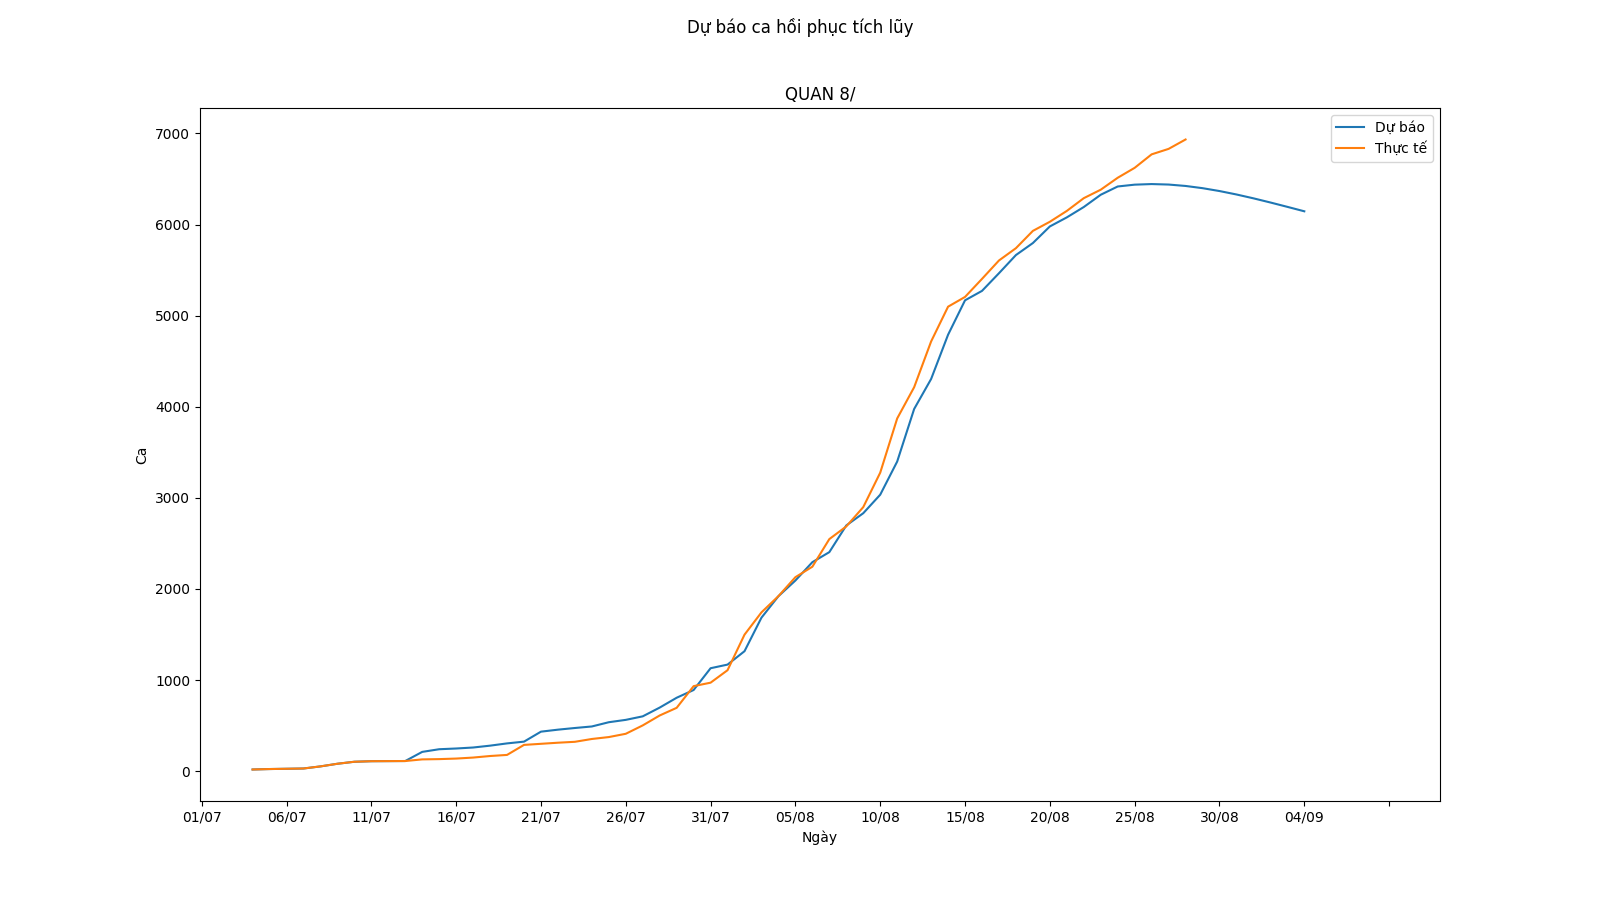 Dự báo ca hồi phục tích lũy
QUAN 8/
Dự báo
Thực tế
7000
6000
5000
4000
3000
2000
1000
0
Ca
01/07 06/07 11/07 16/07 21/07 26/07 31/07 05/08 10/08 15/08 20/08 25/08 30/08 04/09
Ngày